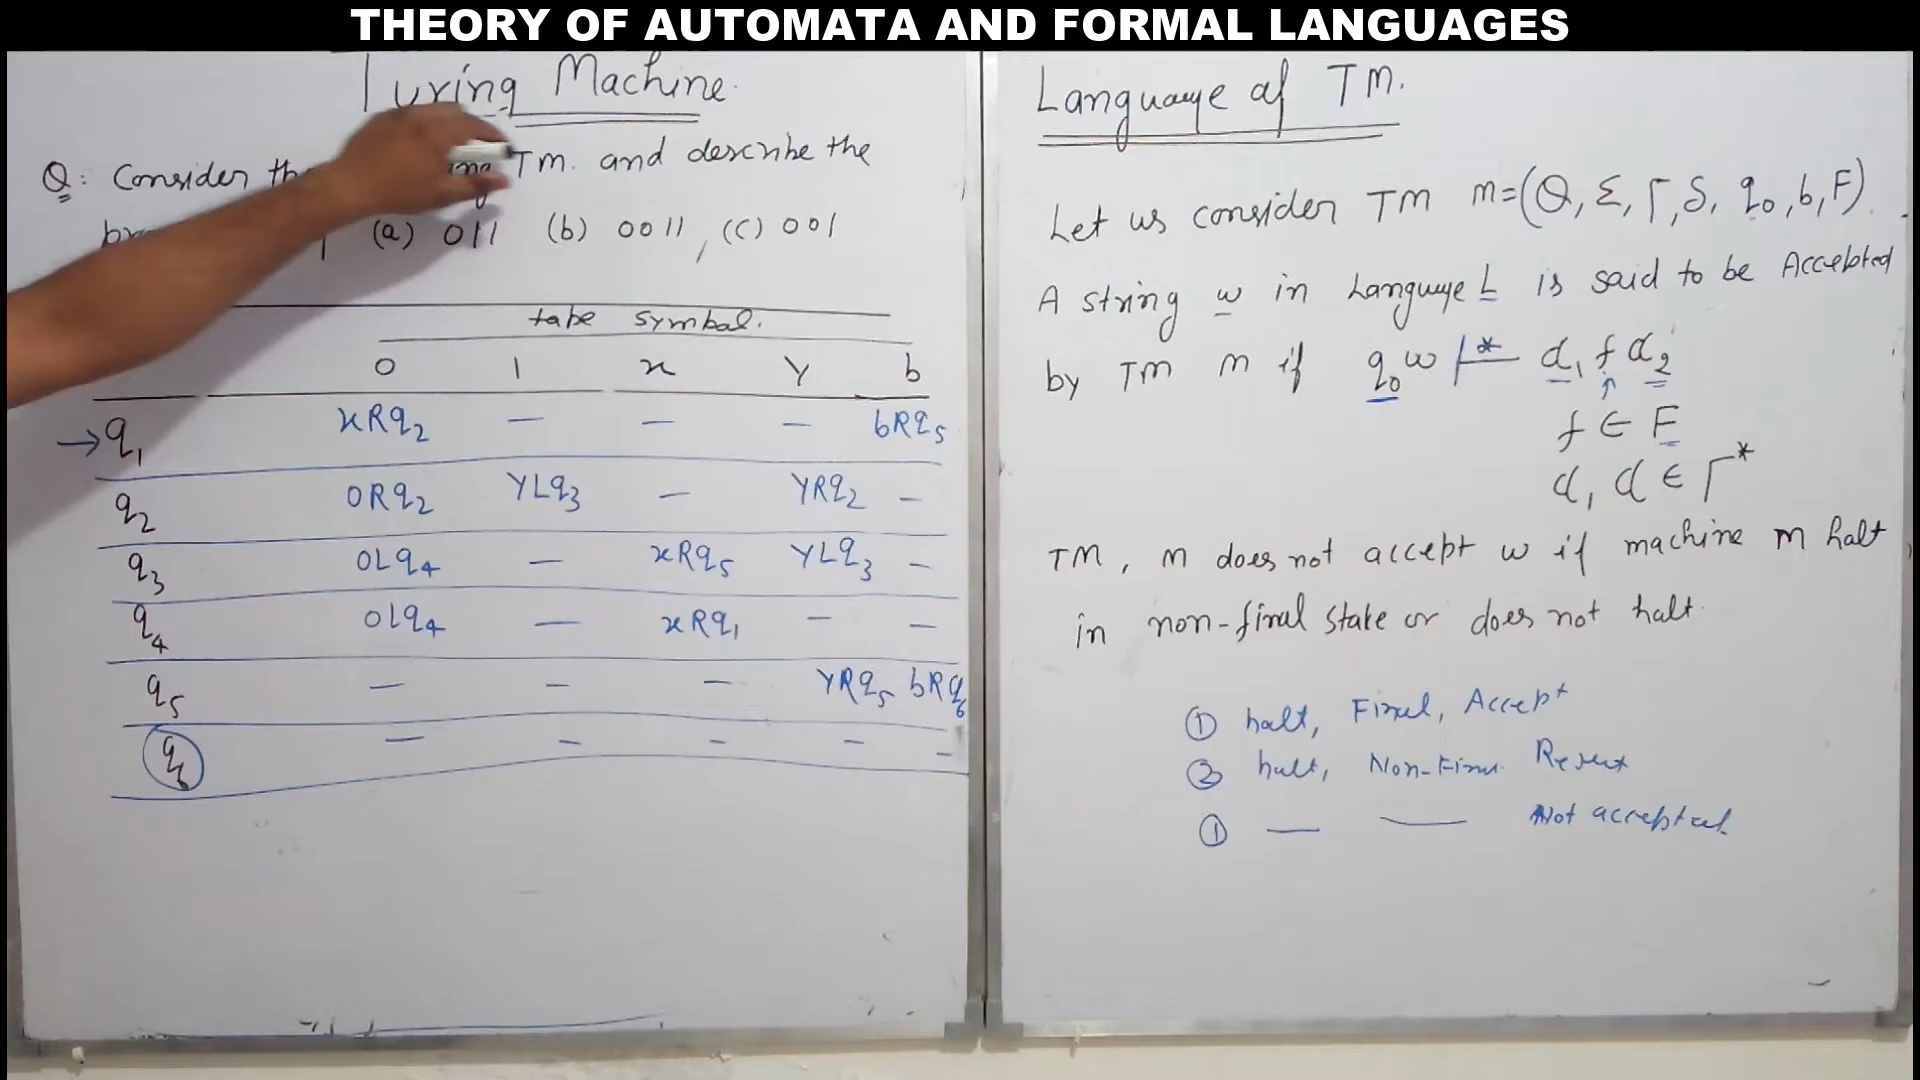 THEORY OF AUTOMATA AND FORMAL LANGUAGES
Turing Machine.
Q: Consider the TM. and describe the
(a) 011 (b) 0011, (c) 001
tape symbol.
0 1 x y b
→ q1 xRq2 — — — bRq5
q2 0Rq2 YLq3 — YRq2 —
q3 0Lq4 — xRq5 YLq3 —
q4 0Lq4 — xRq1 — —
q5 — — — YRq5 bRq6
q6 — — — — —
Language of TM.
Let us consider TM m=(Q, Σ, Γ, δ, q0, b, F).
A string w in Language L is said to be Accepted
by TM m if q0w ⊢* α1 f α2
↑
f ∈ F
α, α ∈ Γ*
TM, m does not accept w if machine m halt
in non-final state or does not halt.
① halt, Final, Accept
② halt, Non-Final Reject
① — — Not accepted.